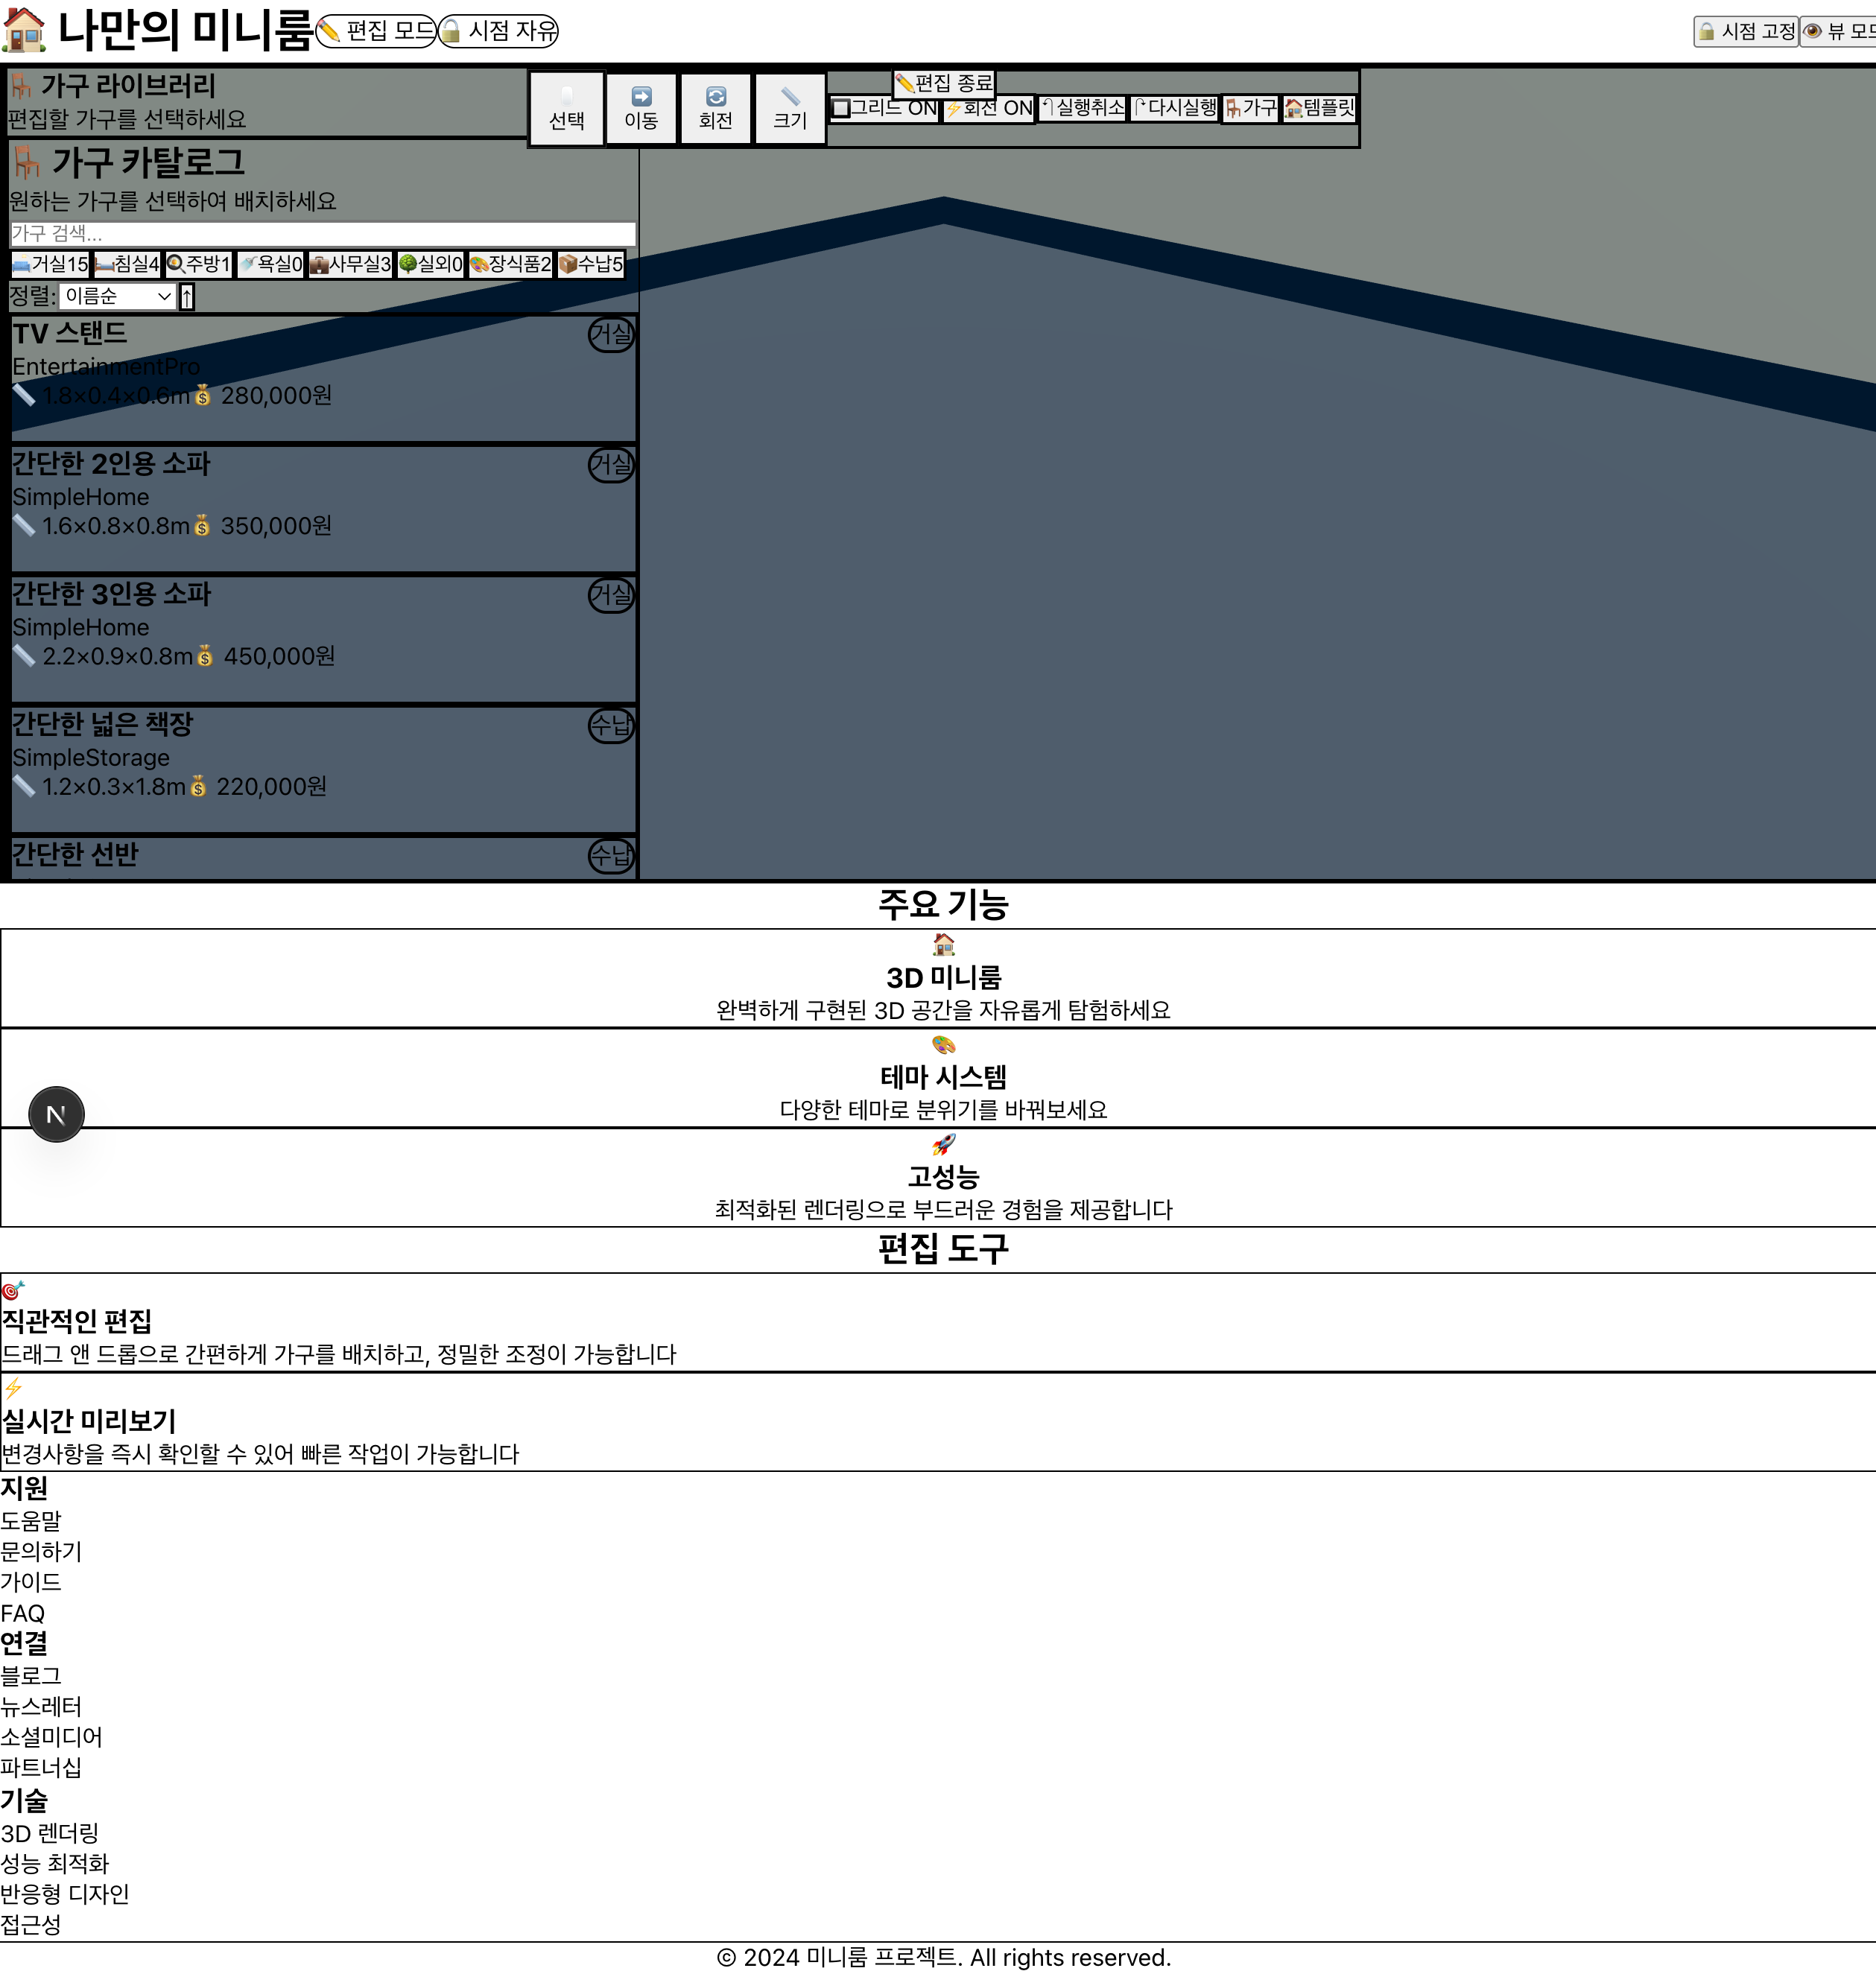 🏠 나만의 미니룸 ✏️ 편집 모드 🔓 시점 자유 🔒 시점 고정 👁️ 뷰 모드
🪑 가구 라이브러리
편집할 가구를 선택하세요
선택 ➡️ 이동 🔄 회전 📏 크기
✏️편집 종료
그리드 ON ⚡회전 ON 실행취소 다시실행 🪑가구 🏠템플릿
🪑 가구 카탈로그
원하는 가구를 선택하여 배치하세요
가구 검색...
🛋️거실15 🛏️침실4 🍳주방1 🚿욕실0 💼사무실3 🌳실외0 🎨장식품2 📦수납5
정렬: 이름순 ↑
TV 스탠드 거실
EntertainmentPro
📏 1.8×0.4×0.6m💰 280,000원
간단한 2인용 소파 거실
SimpleHome
📏 1.6×0.8×0.8m💰 350,000원
간단한 3인용 소파 거실
SimpleHome
📏 2.2×0.9×0.8m💰 450,000원
간단한 넓은 책장 수납
SimpleStorage
📏 1.2×0.3×1.8m💰 220,000원
간단한 선반 수납
주요 기능
🏠
3D 미니룸
완벽하게 구현된 3D 공간을 자유롭게 탐험하세요
🎨
테마 시스템
다양한 테마로 분위기를 바꿔보세요
N
🚀
고성능
최적화된 렌더링으로 부드러운 경험을 제공합니다
편집 도구
🎯
직관적인 편집
드래그 앤 드롭으로 간편하게 가구를 배치하고, 정밀한 조정이 가능합니다
⚡
실시간 미리보기
변경사항을 즉시 확인할 수 있어 빠른 작업이 가능합니다
지원
도움말
문의하기
가이드
FAQ
연결
블로그
뉴스레터
소셜미디어
파트너십
기술
3D 렌더링
성능 최적화
반응형 디자인
접근성
© 2024 미니룸 프로젝트. All rights reserved.